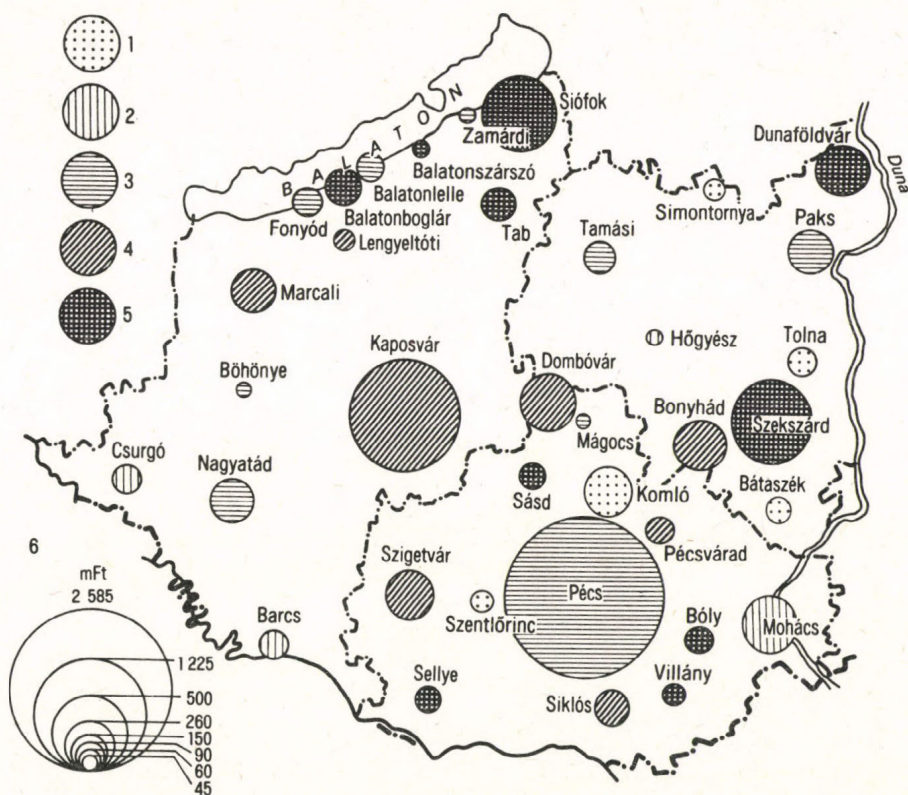 1
2
3
4
5
BALATON
Siófok
Zamárdi
Balatonszárszó
Balatonlelle
Balatonboglár
Fonyód
Lengyeltóti
Tab
Dunaföldvár
Duna
Simontornya
Tamási
Paks
Marcali
Kaposvár
Hőgyész
Tolna
Dombóvár
Böhönye
Mágocs
Bonyhád
Szekszárd
Csurgó
Nagyatád
Sásd
Komló
Bátaszék
Pécsvárad
Szigetvár
Pécs
Szentlőrinc
Barcs
Bóly
Mohács
Sellye
Villány
Siklós
6
mFt
2 585
1 225
500
260
150
90
60
45